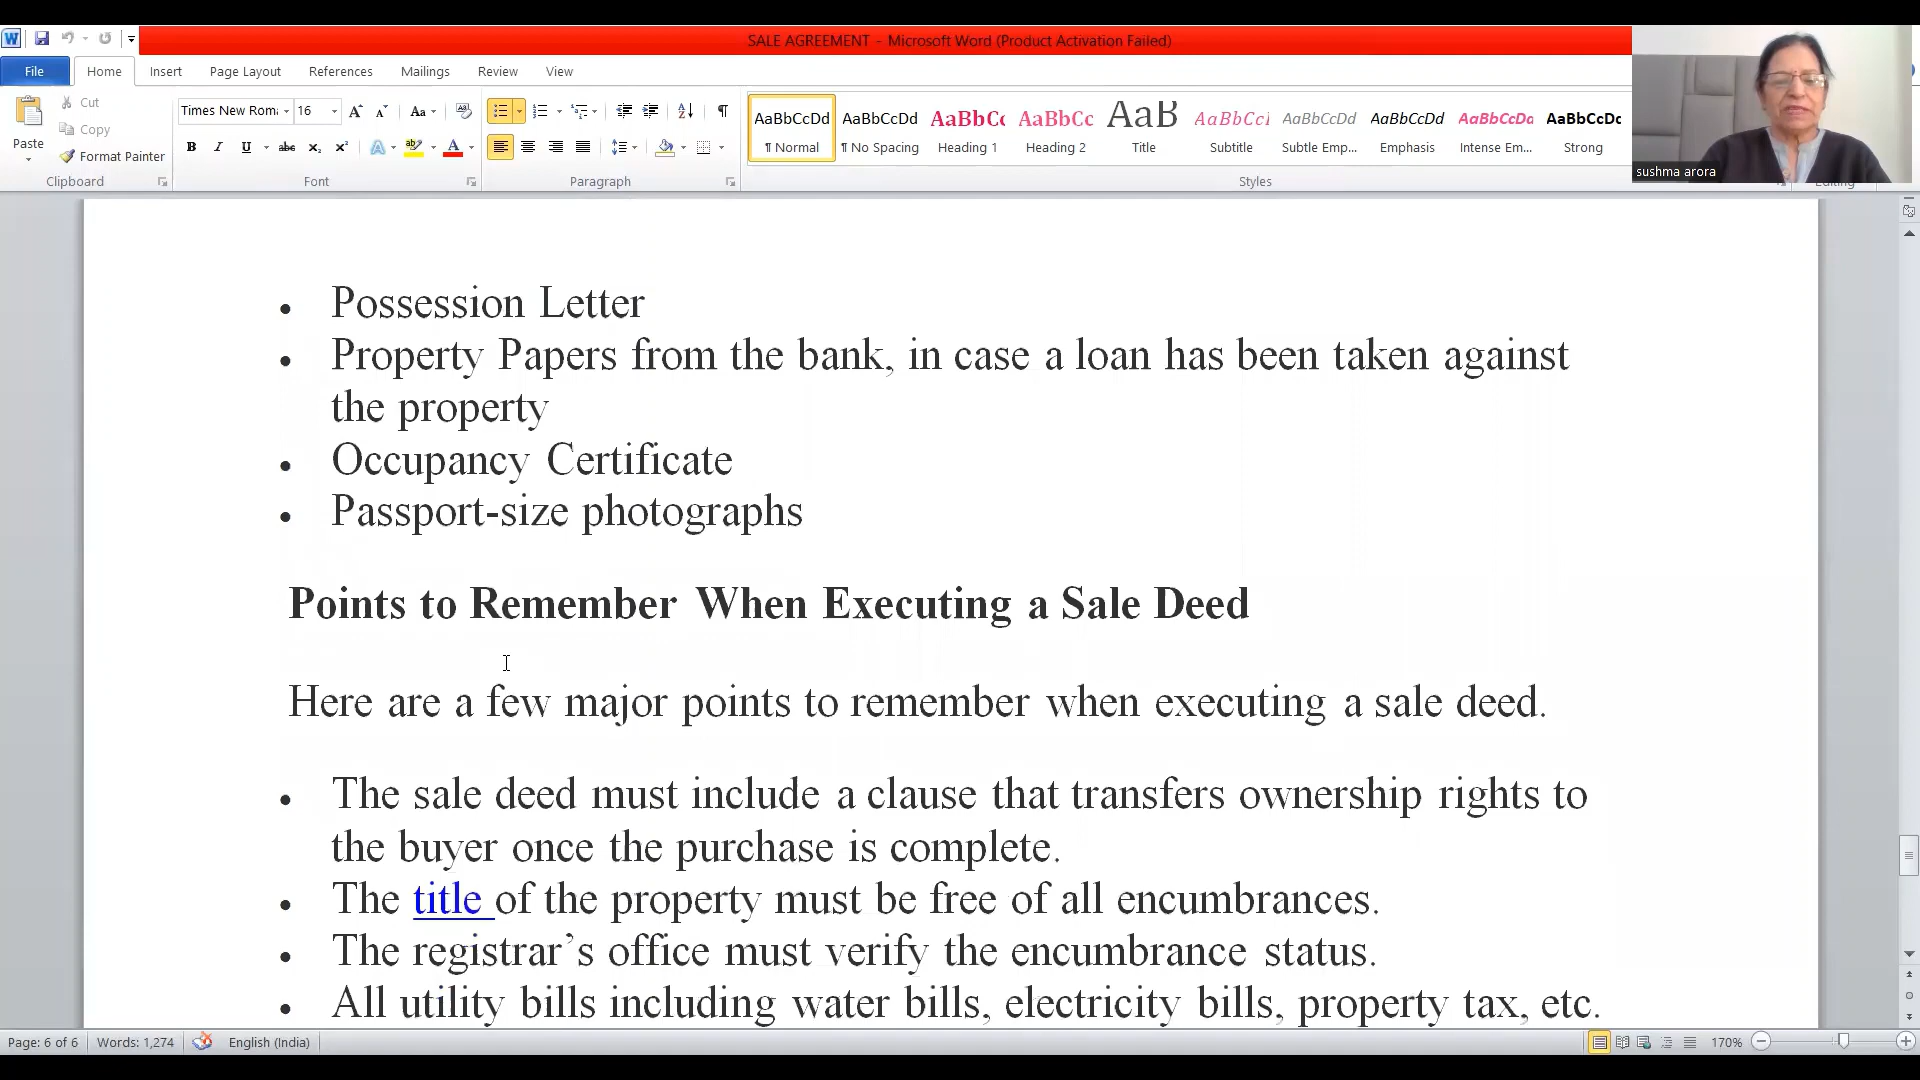 SALE AGREEMENT - Microsoft Word (Product Activation Failed)
File Home Insert Page Layout References Mailings Review View
Paste
Cut
Copy
Format Painter
Clipboard
Times New Roma 16
Font
Paragraph
AaBbCcDd AaBbCcDd AaBbCc AaBbCc AaB AaBbCcI AaBbCcDd AaBbCcDd AaBbCcDd AaBbCcDc
¶ Normal ¶ No Spacing Heading 1 Heading 2 Title Subtitle Subtle Emp... Emphasis Intense Em... Strong
Styles
sushma arora
• Possession Letter
• Property Papers from the bank, in case a loan has been taken against
the property
• Occupancy Certificate
• Passport-size photographs
Points to Remember When Executing a Sale Deed
Here are a few major points to remember when executing a sale deed.
• The sale deed must include a clause that transfers ownership rights to
the buyer once the purchase is complete.
• The title of the property must be free of all encumbrances.
• The registrar’s office must verify the encumbrance status.
• All utility bills including water bills, electricity bills, property tax, etc.
Page: 6 of 6 Words: 1,274 English (India) 170%